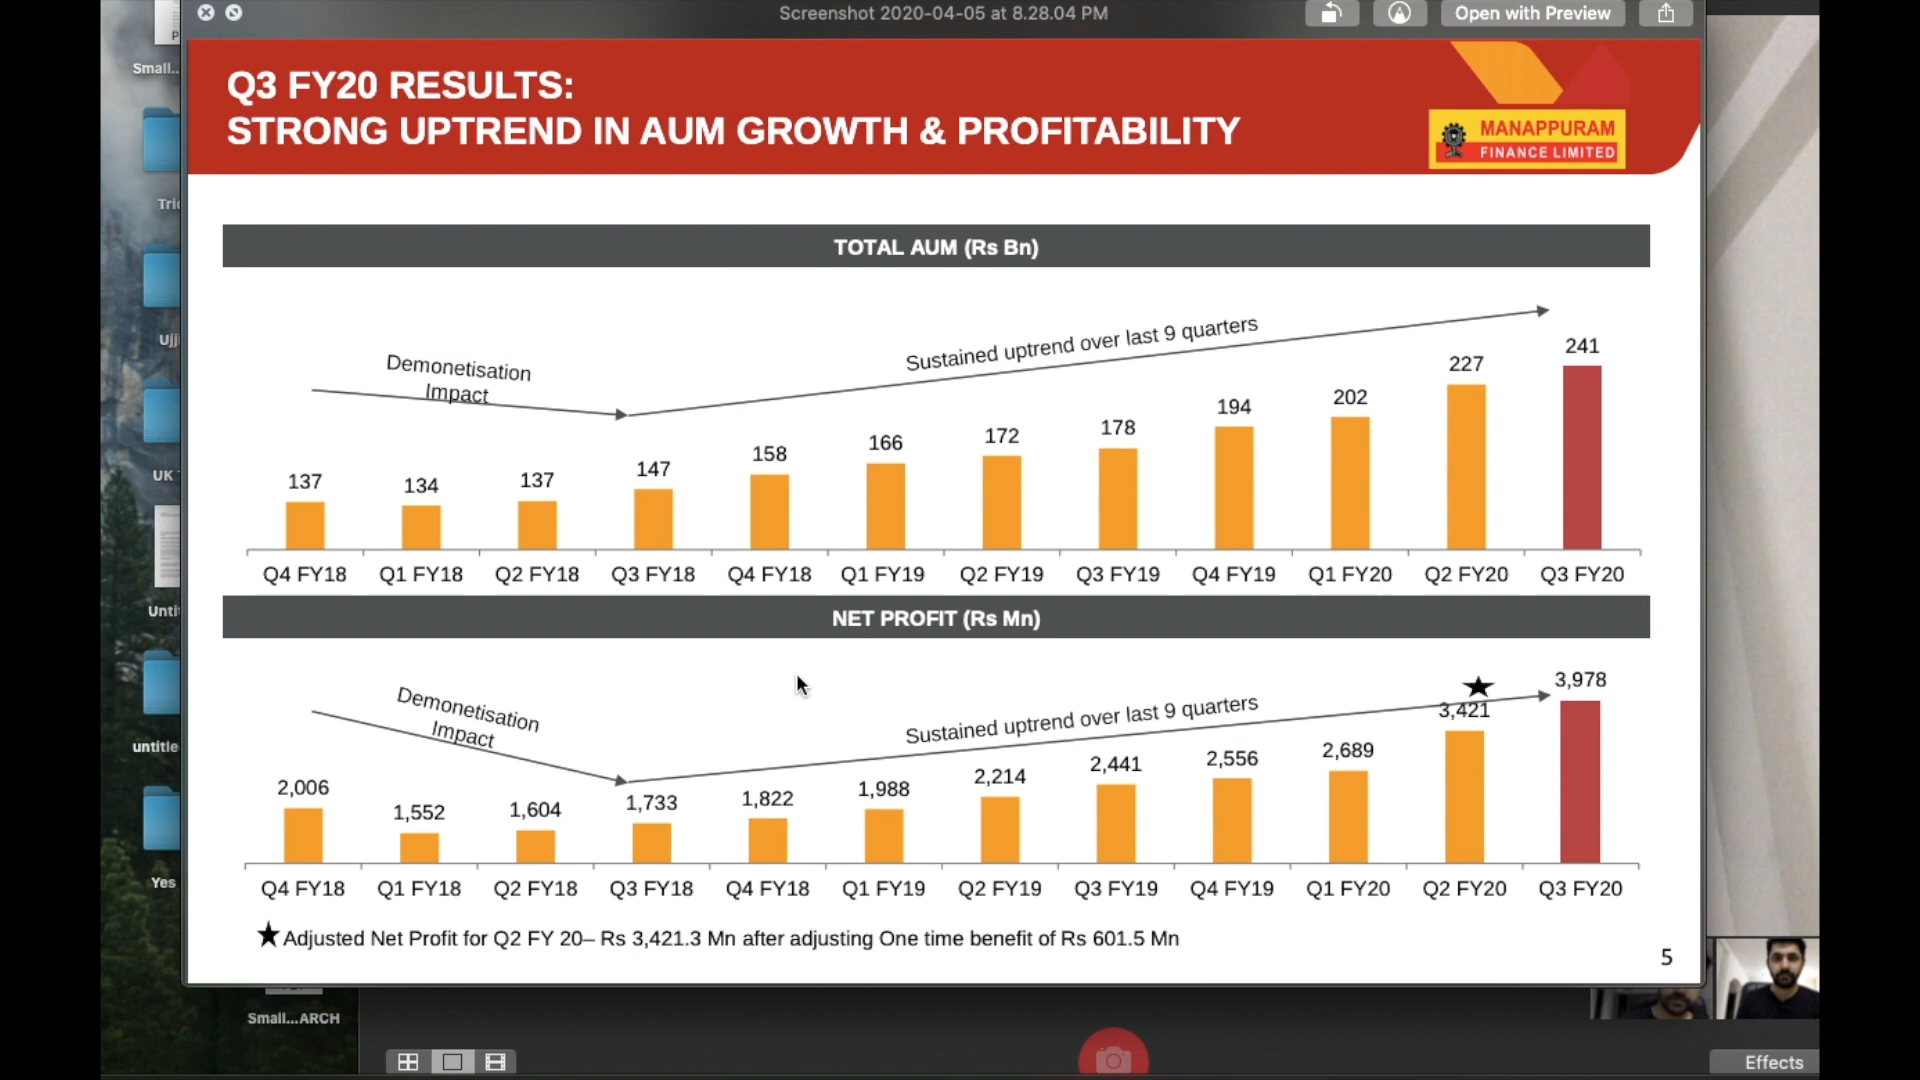 Screenshot 2020-04-05 at 8.28.04 PM
Open with Preview
Small..
Q3 FY20 RESULTS:
STRONG UPTREND IN AUM GROWTH & PROFITABILITY
MANAPPURAM
FINANCE LIMITED
TOTAL AUM (Rs Bn)
Demonetisation
Impact
Sustained uptrend over last 9 quarters
137 134 137 147 158 166 172 178 194 202 227 241
Q4 FY18 Q1 FY18 Q2 FY18 Q3 FY18 Q4 FY18 Q1 FY19 Q2 FY19 Q3 FY19 Q4 FY19 Q1 FY20 Q2 FY20 Q3 FY20
NET PROFIT (Rs Mn)
Demonetisation
Impact
Sustained uptrend over last 9 quarters
2,006 1,552 1,604 1,733 1,822 1,988 2,214 2,441 2,556 2,689 3,421 3,978
Q4 FY18 Q1 FY18 Q2 FY18 Q3 FY18 Q4 FY18 Q1 FY19 Q2 FY19 Q3 FY19 Q4 FY19 Q1 FY20 Q2 FY20 Q3 FY20
★Adjusted Net Profit for Q2 FY 20– Rs 3,421.3 Mn after adjusting One time benefit of Rs 601.5 Mn
5
UK
untitle
Yes
Small...ARCH
Effects